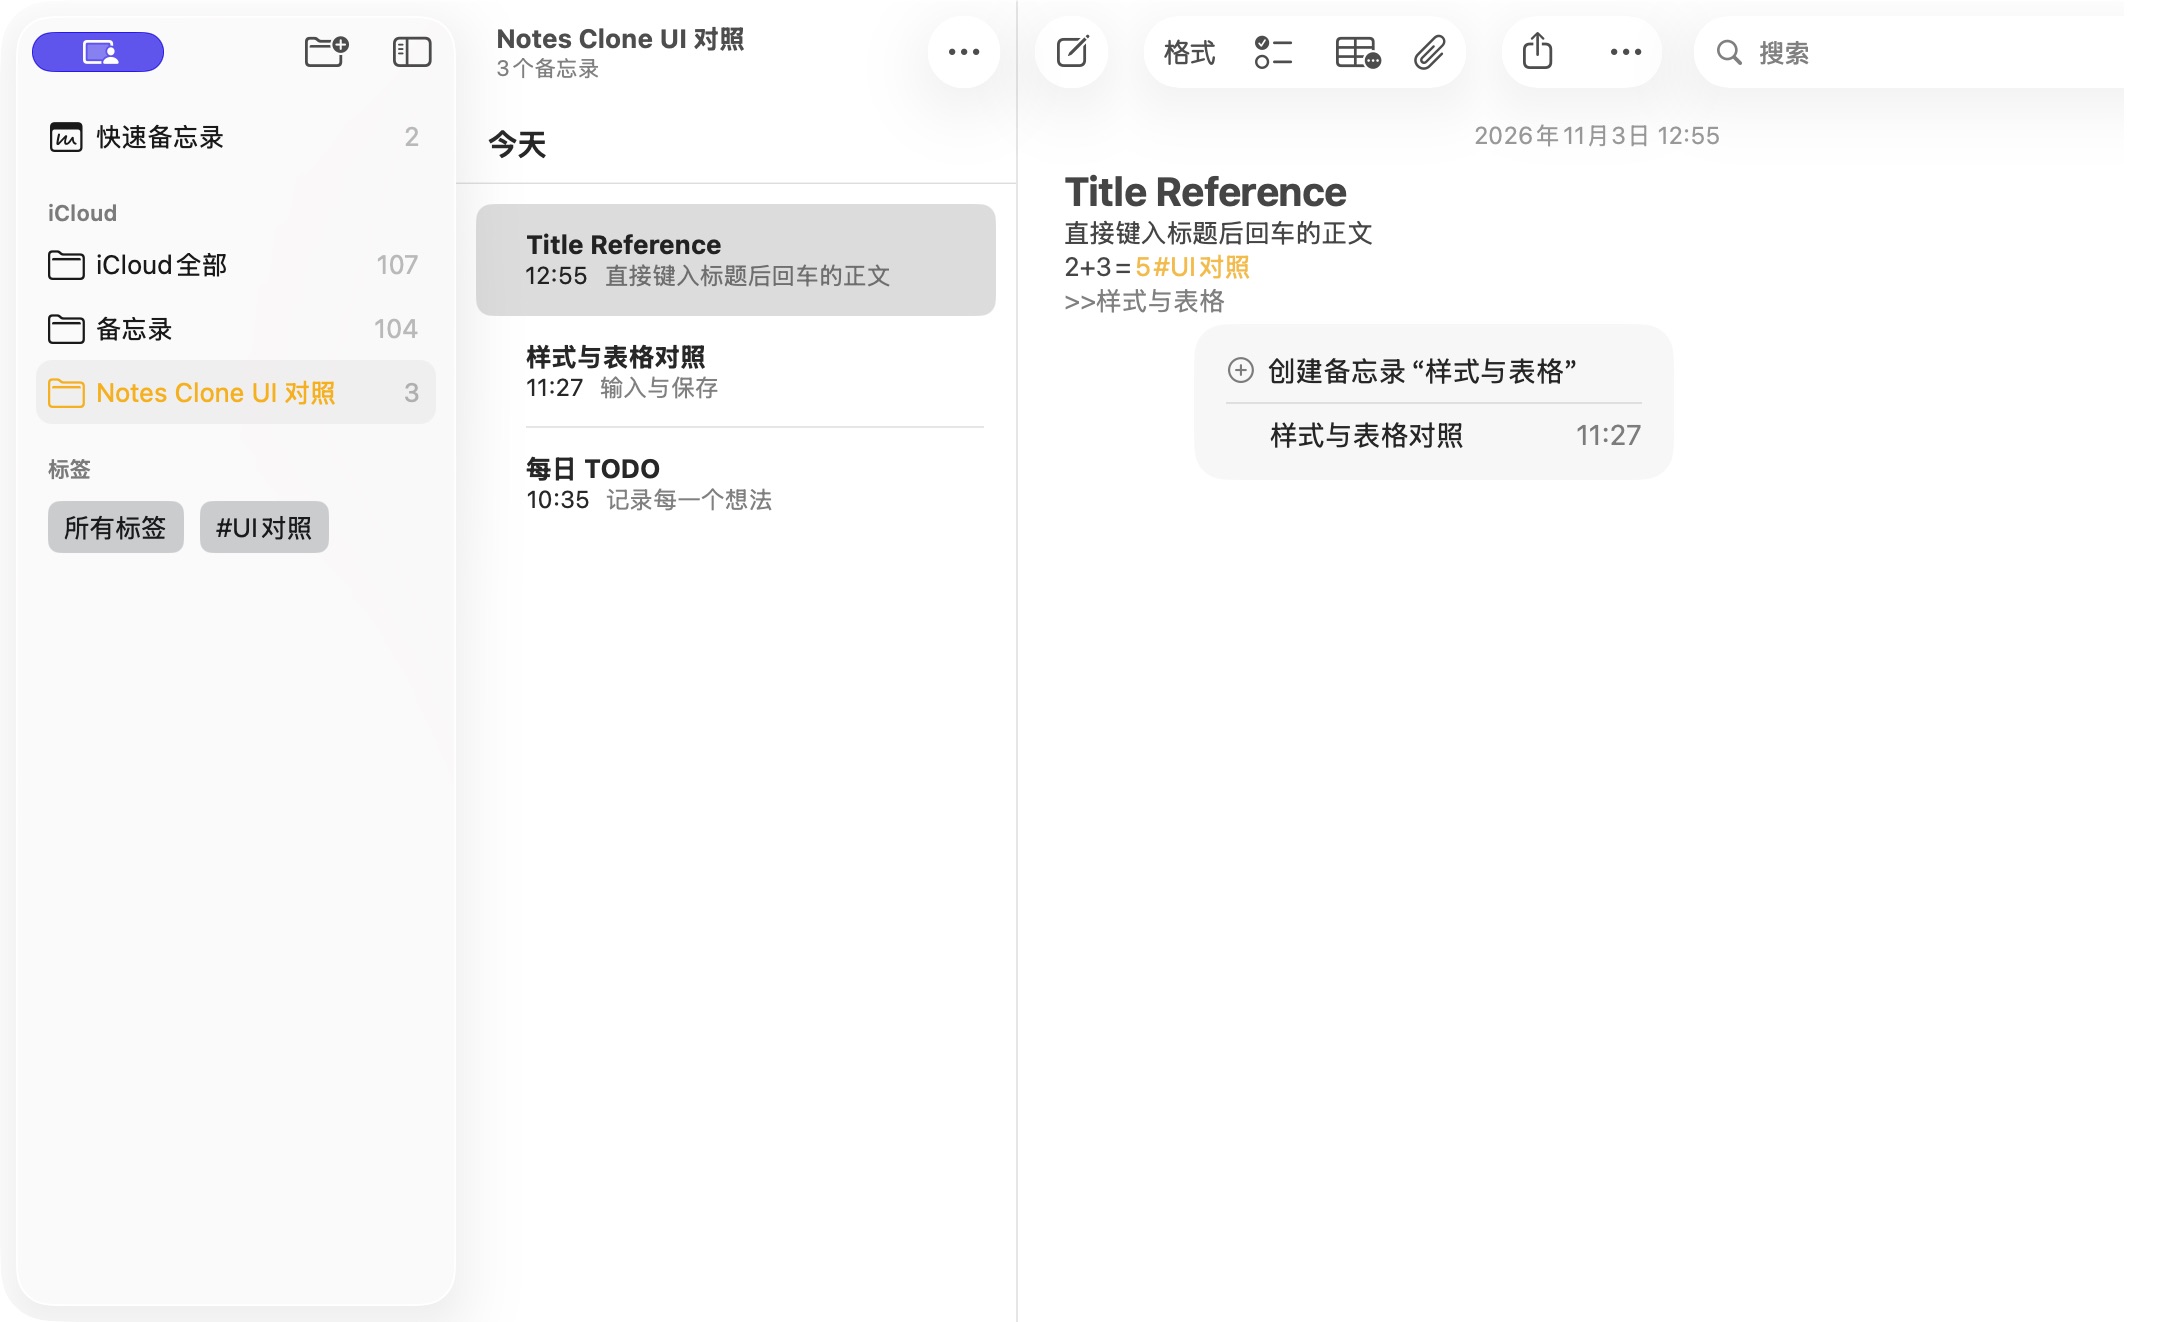 快速备忘录 2
iCloud
iCloud全部 107
备忘录 104
Notes Clone UI 对照 3
标签
所有标签 #UI对照
Notes Clone UI 对照
3个备忘录
今天
Title Reference
12:55 直接键入标题后回车的正文
样式与表格对照
11:27 输入与保存
每日 TODO
10:35 记录每一个想法
格式
搜索
2026年11月3日 12:55
Title Reference
直接键入标题后回车的正文
2+3=5#UI对照
>>样式与表格
创建备忘录 “样式与表格”
样式与表格对照 11:27